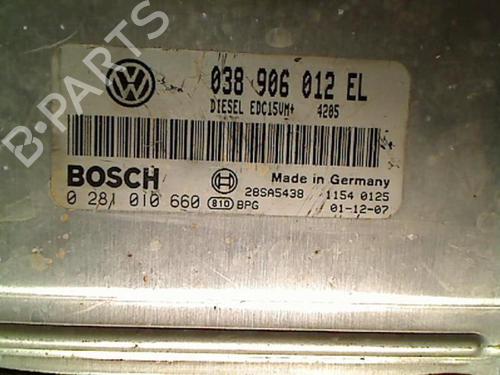 B-PARTS
038 906 012 EL
DIESEL EDC15VM+ 4205
BOSCH
Made in Germany
28SA5438 1154 0125
0 281 010 660 810 BPG 01-12-07